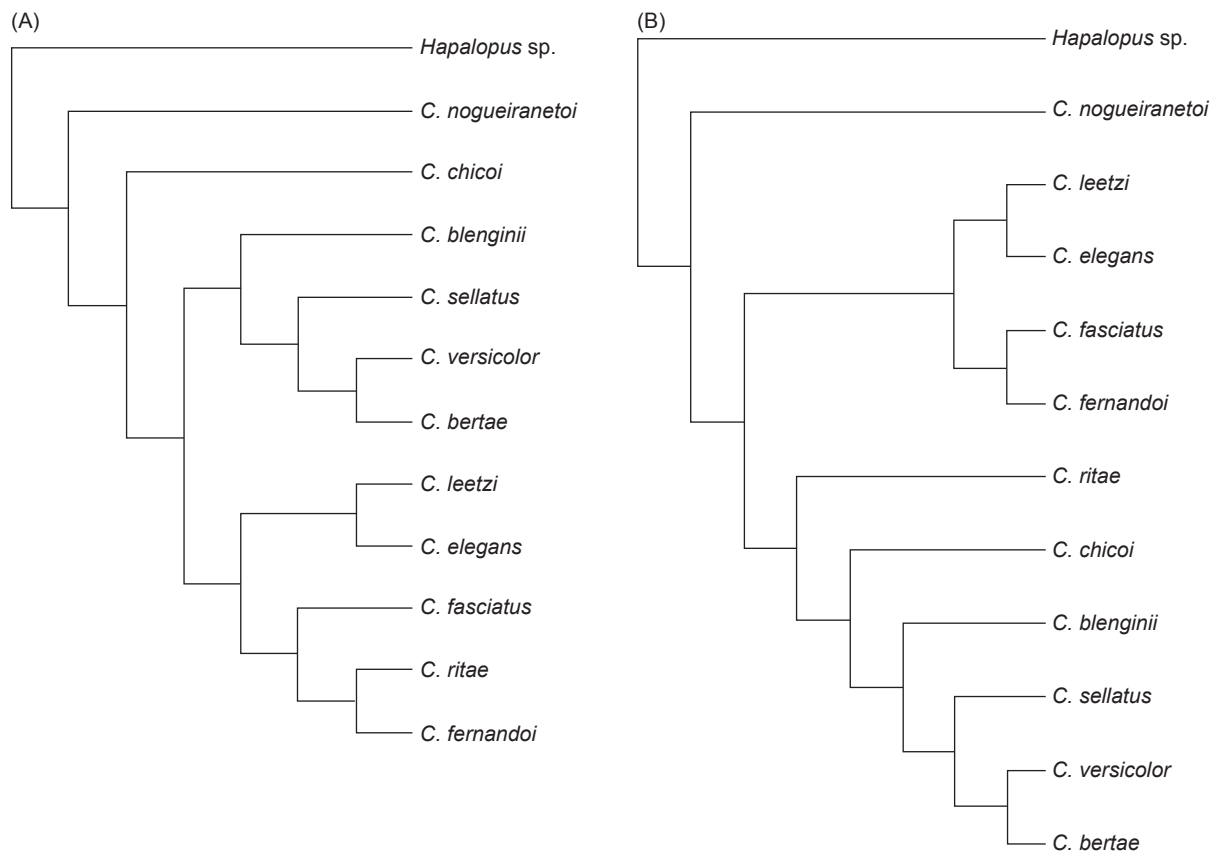 (A)
Hapalopus sp.
C. nogueiranetoi
C. chicoi
C. blenginii
C. sellatus
C. versicolor
C. bertae
C. leetzi
C. elegans
C. fasciatus
C. ritae
C. fernandoi
(B)
Hapalopus sp.
C. nogueiranetoi
C. leetzi
C. elegans
C. fasciatus
C. fernandoi
C. ritae
C. chicoi
C. blenginii
C. sellatus
C. versicolor
C. bertae